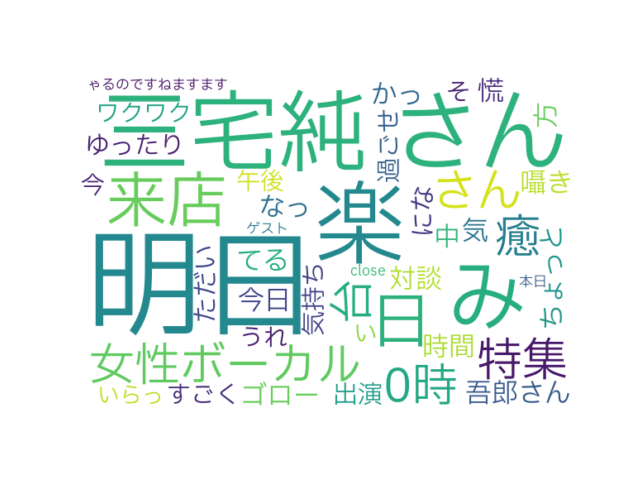 ゃるのですねますます
三宅純さん
かっ
そ
慌
方
ワクワク
ゆったり
過ごせ
今
来店
午後
楽
さん
囁き
にな
なっ
ゲスト
中
気
癒
明日
ただい
てる
close
対談
本日
ちょっと
今日
気持ち
台
日
み
うれ
い
時間
女性ボーカル
特集
0時
いらっ
すごく
ゴロー
出演
吾郎さん